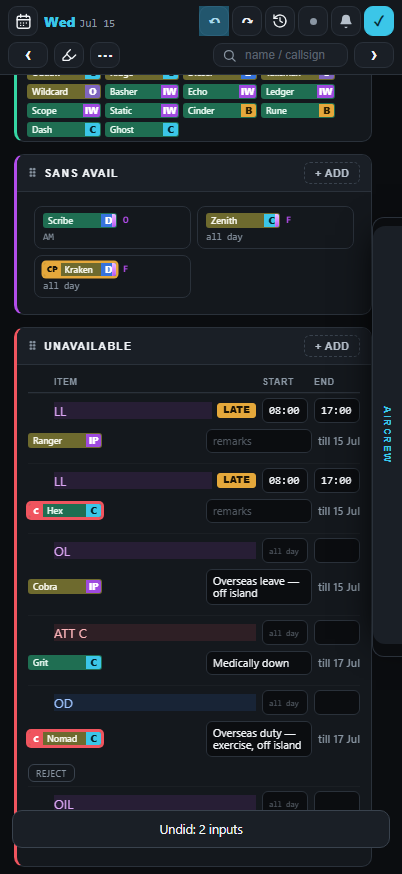 Wed Jul 15
name / callsign
Wildcard O Basher IW Echo IW Ledger IW
Scope IW Static IW Cinder B Rune B
Dash C Ghost C
SANS AVAIL + ADD
Scribe D O Zenith C F
AM all day
CP Kraken D F
all day
UNAVAILABLE + ADD
ITEM START END
LL LATE 08:00 17:00
Ranger IP remarks till 15 Jul
LL LATE 08:00 17:00
c Hex C remarks till 15 Jul
OL all day
Cobra IP Overseas leave — off island till 15 Jul
ATT C all day
Grit C Medically down till 17 Jul
OD all day
c Nomad C Overseas duty — exercise, off island till 17 Jul
REJECT
OIL
Undid: 2 inputs
AIRCREW